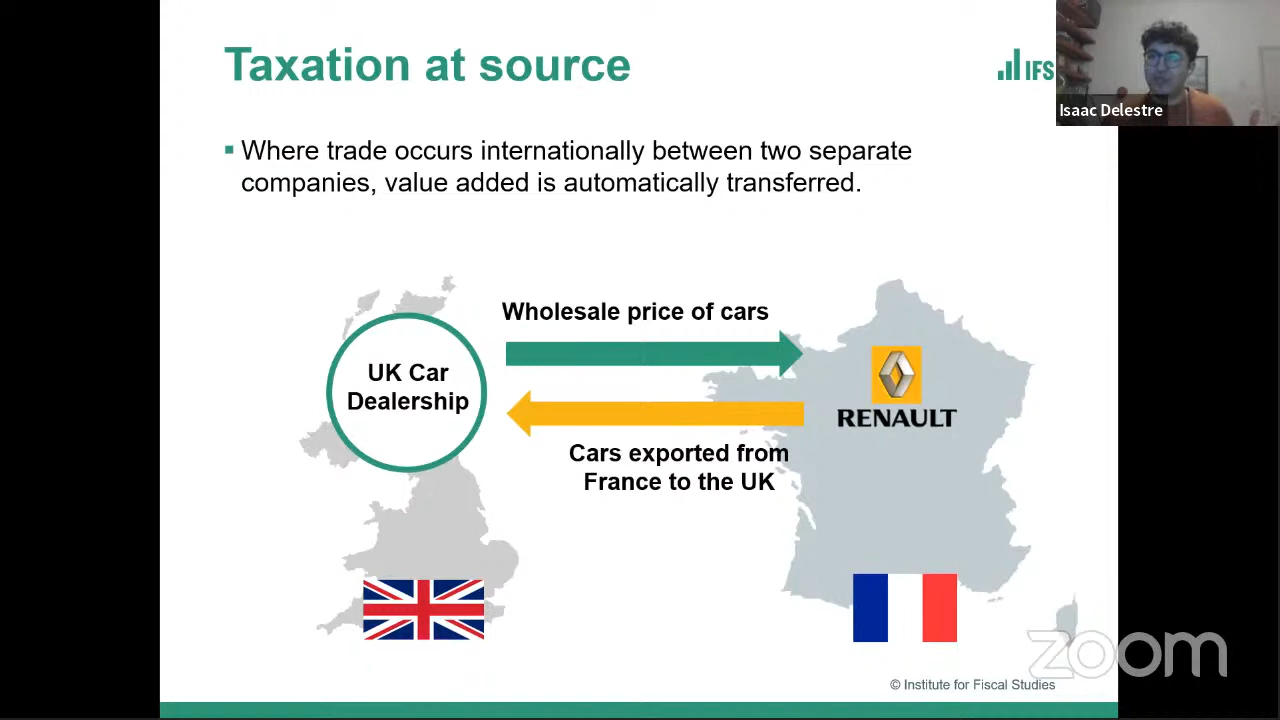 Taxation at source
IFS
Isaac Delestre
▪ Where trade occurs internationally between two separate
companies, value added is automatically transferred.
Wholesale price of cars
UK Car
Dealership
RENAULT
Cars exported from
France to the UK
zoom
© Institute for Fiscal Studies